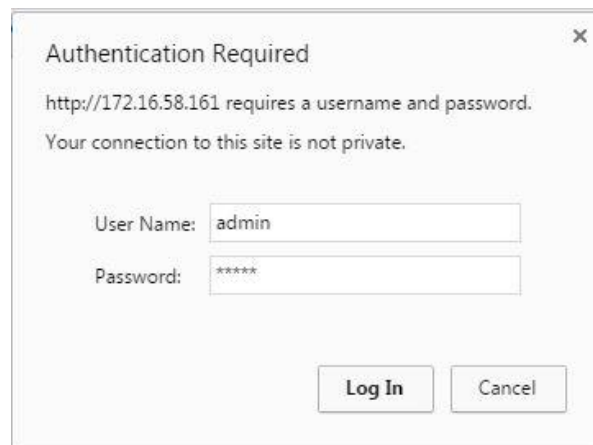 Authentication Required
http://172.16.58.161 requires a username and password.
Your connection to this site is not private.
User Name: admin
Password: *****
Log In Cancel